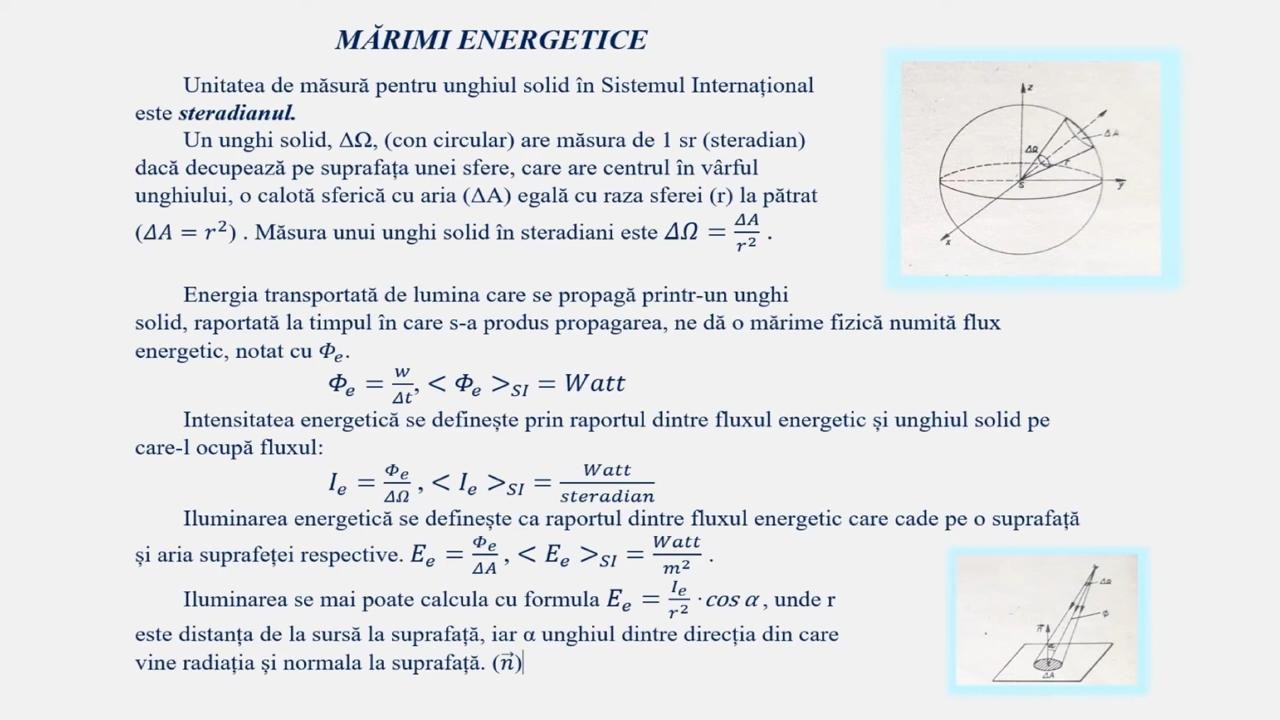 MĂRIMI ENERGETICE
Unitatea de măsură pentru unghiul solid în Sistemul Internațional
este steradianul.
Un unghi solid, ΔΩ, (con circular) are măsura de 1 sr (steradian)
dacă decupează pe suprafața unei sfere, care are centrul în vârful
unghiului, o calotă sferică cu aria (ΔA) egală cu raza sferei (r) la pătrat
(ΔA = r²) . Măsura unui unghi solid în steradiani este ΔΩ = ΔA/r² .
z
ΔA
ΔΩ
r
S
y
x
Energia transportată de lumina care se propagă printr-un unghi
solid, raportată la timpul în care s-a produs propagarea, ne dă o mărime fizică numită flux
energetic, notat cu Φₑ.
Φₑ = w/Δt, < Φₑ >SI = Watt
Intensitatea energetică se definește prin raportul dintre fluxul energetic și unghiul solid pe
care-l ocupă fluxul:
Iₑ = Φₑ/ΔΩ , < Iₑ >SI = Watt/steradian
Iluminarea energetică se definește ca raportul dintre fluxul energetic care cade pe o suprafață
și aria suprafeței respective. Eₑ = Φₑ/ΔA , < Eₑ >SI = Watt/m² .
Iluminarea se mai poate calcula cu formula Eₑ = Iₑ/r² · cos α , unde r
este distanța de la sursă la suprafață, iar α unghiul dintre direcția din care
vine radiația și normala la suprafață. (n⃗)
ΔΩ
Φ
n⃗
α
ΔA